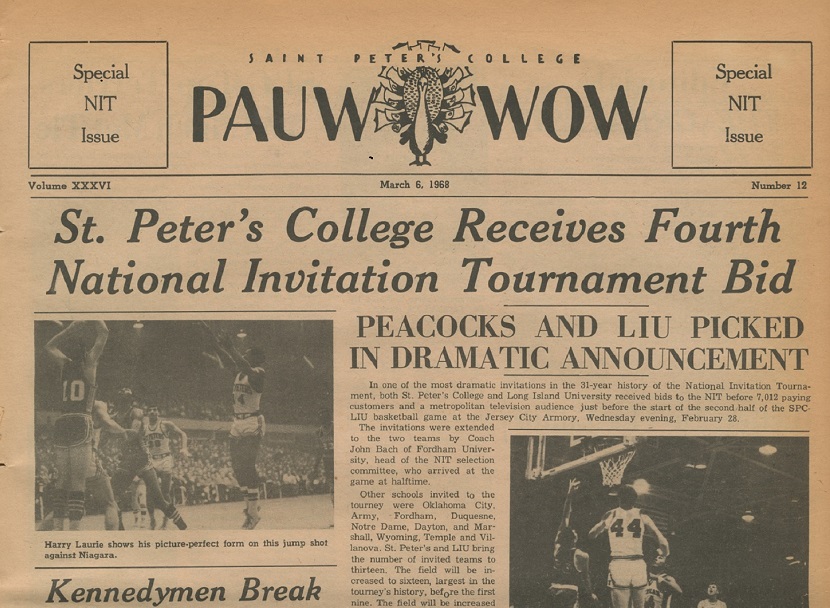 SAINT PETER'S COLLEGE
Special
NIT
Issue
PAUW WOW
Special
NIT
Issue
Volume XXXVI
March 6, 1968
Number 12
St. Peter's College Receives Fourth
National Invitation Tournament Bid
PEACOCKS AND LIU PICKED
IN DRAMATIC ANNOUNCEMENT
In one of the most dramatic invitations in the 31-year history of the National Invitation Tourna-
ment, both St. Peter's College and Long Island University received bids to the NIT before 7,012 paying
customers and a metropolitan television audience just before the start of the second half of the SPC-
LIU basketball game at the Jersey City Armory, Wednesday evening, February 28.
The invitations were extended
to the two teams by Coach
John Bach of Fordham Univer-
sity, head of the NIT selection
committee, who arrived at the
game at halftime.
Other schools invited to the
tourney were Oklahoma City,
Army, Fordham, Duquesne,
Notre Dame, Dayton, and Mar-
shall, Wyoming, Temple and Vil-
lanova. St. Peter's and LIU bring
the number of invited teams to
thirteen. The field will be in-
creased to sixteen, largest in the
tourney's history, before the first
nine. The field will be increased
10
44
Harry Laurie shows his picture-perfect form on this jump shot
against Niagara.
Kennedymen Break